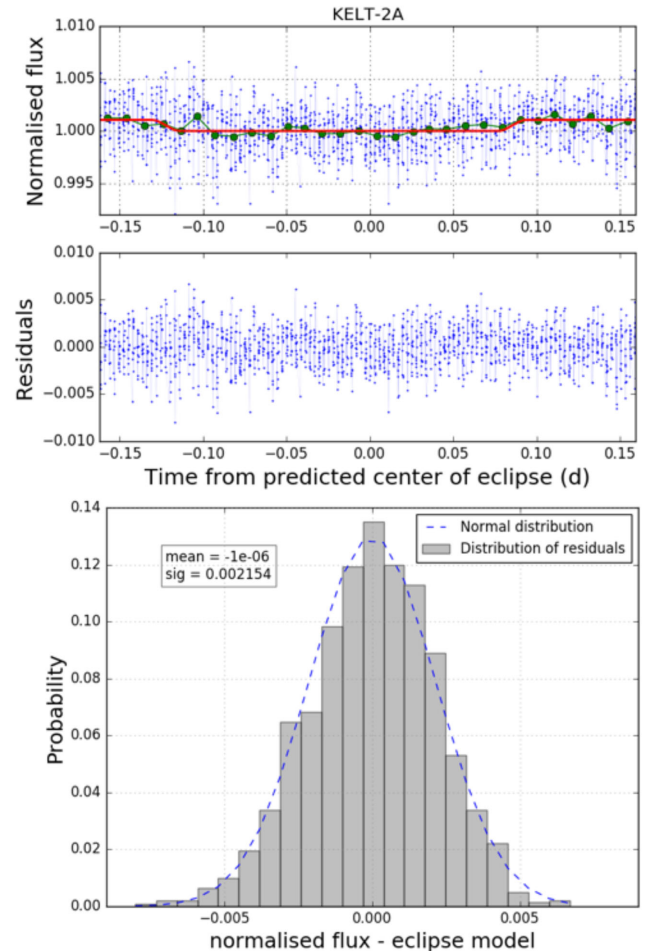 KELT-2A
Normalised flux
1.010
1.005
1.000
0.995
−0.15 −0.10 −0.05 0.00 0.05 0.10 0.15
Residuals
0.010
0.005
0.000
−0.005
−0.010
−0.15 −0.10 −0.05 0.00 0.05 0.10 0.15
Time from predicted center of eclipse (d)
Probability
0.14
0.12
0.10
0.08
0.06
0.04
0.02
0.00
mean = -1e-06
sig = 0.002154
Normal distribution
Distribution of residuals
−0.005 0.000 0.005
normalised flux - eclipse model